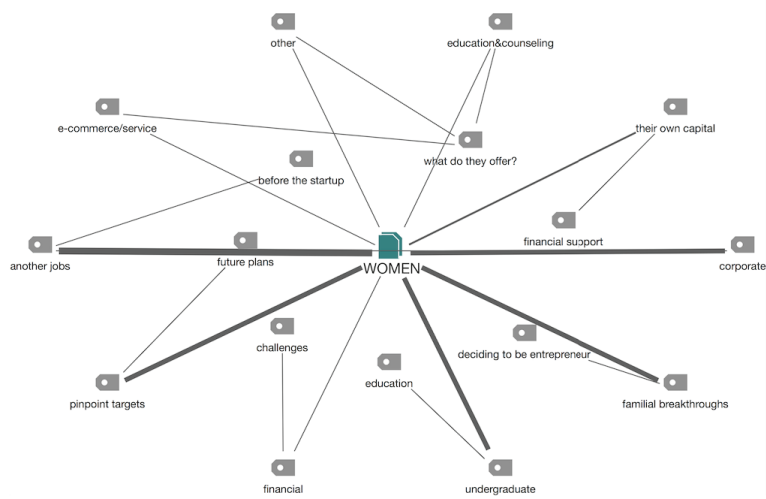 other
education&counseling
e-commerce/service
their own capital
what do they offer?
before the startup
financial support
another jobs
future plans
WOMEN
corporate
challenges
deciding to be entrepreneur
education
pinpoint targets
familial breakthroughs
financial
undergraduate